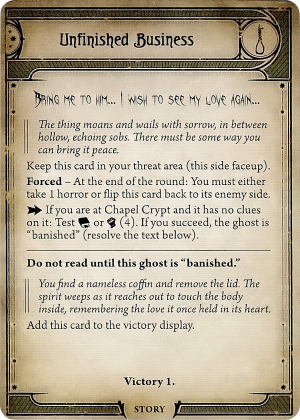 Unfinished Business
Bring me to him... I wish to see my love again...
The thing moans and wails with sorrow, in between
hollow, echoing sobs. There must be some way you
can bring it peace.
Keep this card in your threat area (this side faceup).
Forced – At the end of the round: You must either
take 1 horror or flip this card back to its enemy side.
If you are at Chapel Crypt and it has no clues
on it: Test or (4). If you succeed, the ghost is
“banished” (resolve the text below).
Do not read until this ghost is “banished.”
You find a nameless coffin and remove the lid. The
spirit weeps as it reaches out to touch the body
inside, remembering the love it once held in its heart.
Add this card to the victory display.
Victory 1.
STORY